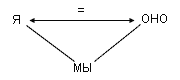 =
Я ОНО
МЫ